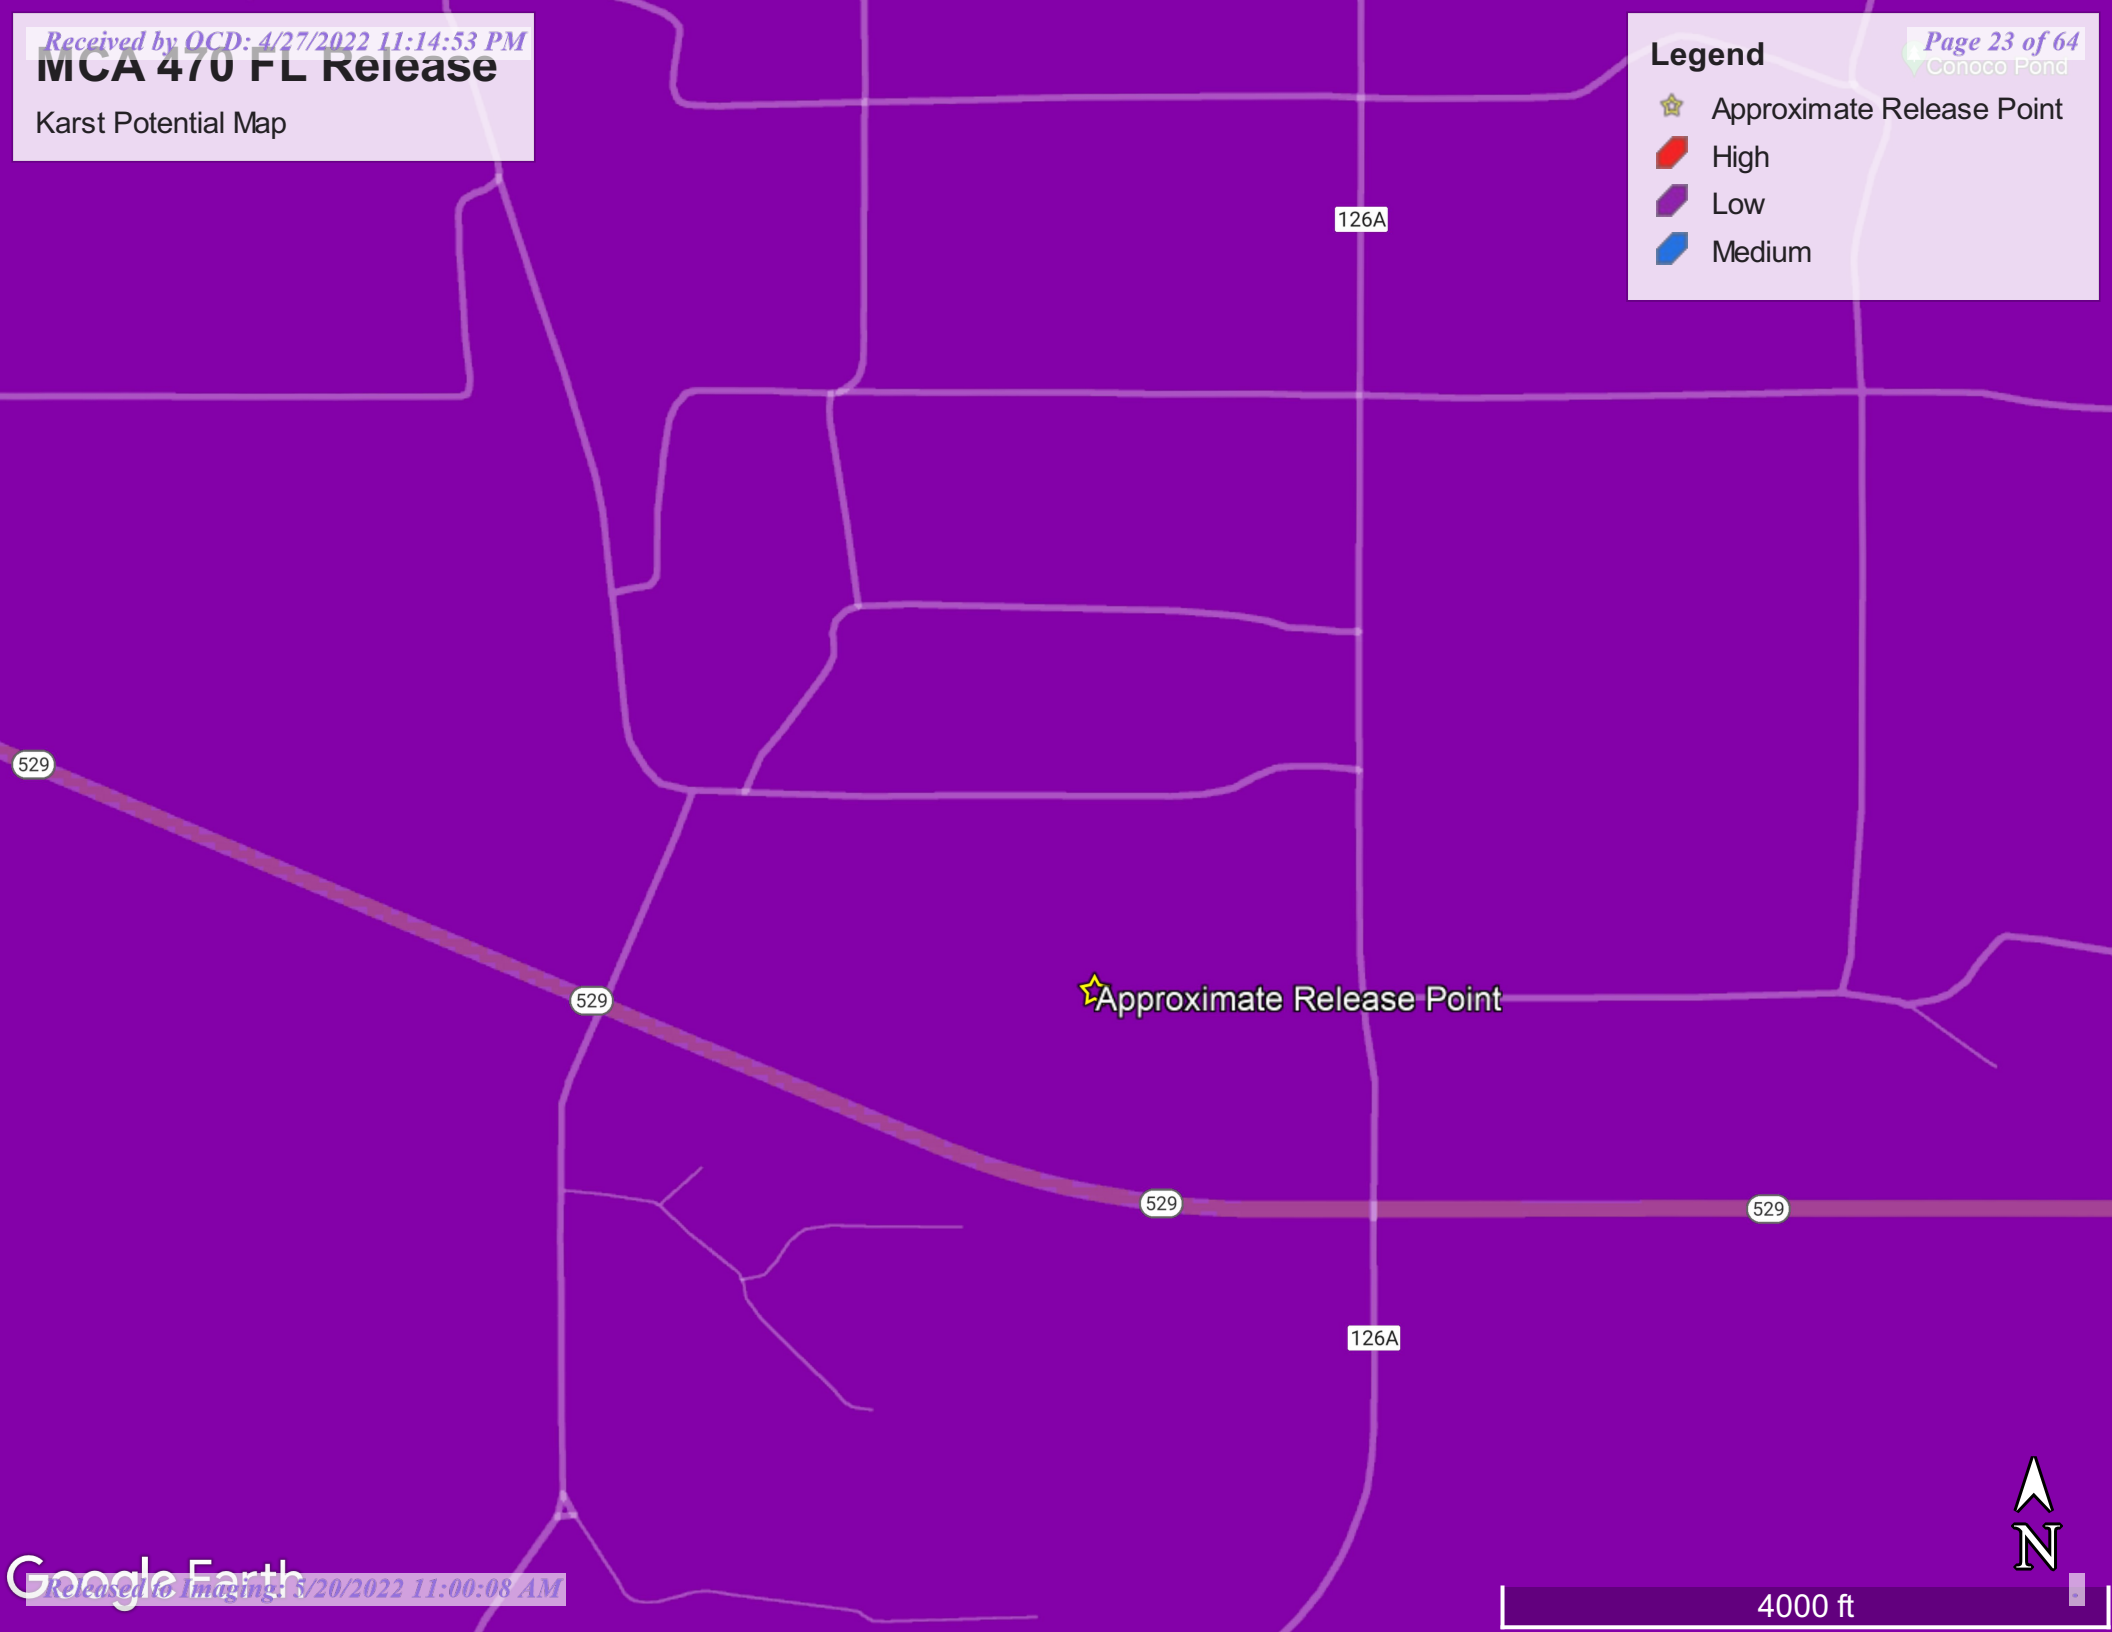 Received by OCD: 4/27/2022 11:14:53 PM
Page 23 of 64
MCA 470 FL Release
Karst Potential Map
Legend
Conoco Pond
Approximate Release Point
High
Low
Medium
126A
529
529
Approximate Release Point
529
529
126A
N
Google Earth
Released to Imaging: 5/20/2022 11:00:08 AM
4000 ft